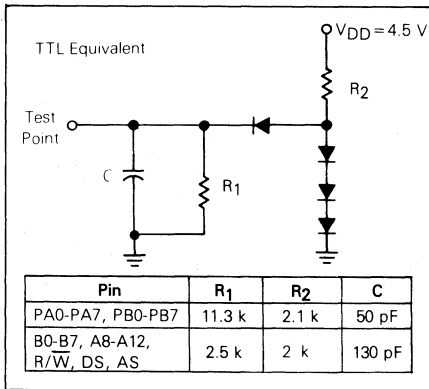 VDD = 4.5 V
TTL Equivalent
R2
Test
Point
C
R1
Pin R1 R2 C
PA0-PA7, PB0-PB7 11.3 k 2.1 k 50 pF
B0-B7, A8-A12,
R/W̅, DS, AS 2.5 k 2 k 130 pF